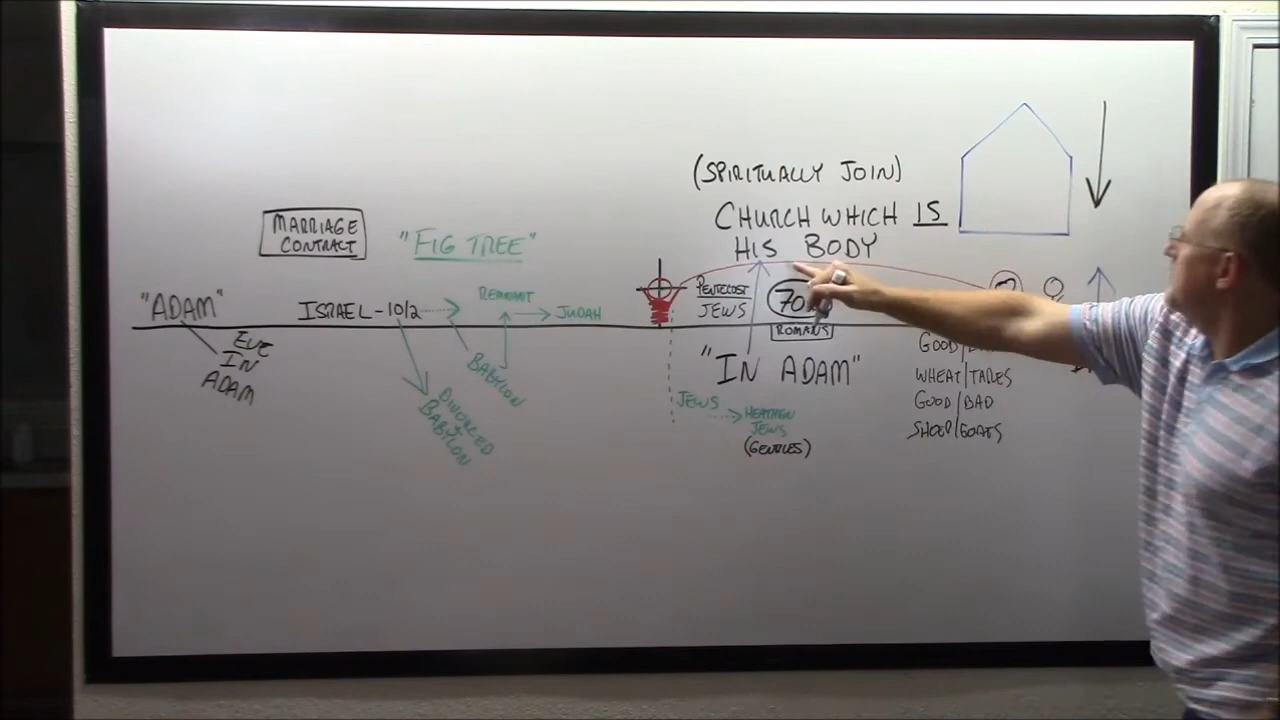 (SPIRITUALLY JOIN)
CHURCH WHICH IS
HIS BODY
MARRIAGE
CONTRACT
"FIG TREE"
"ADAM"
EVE
IN
ADAM
ISRAEL - 10/2
REMNANT
JUDAH
BABYLON
DIVORCED
BABYLON
PENTECOST
JEWS
70
ROMANS
"IN ADAM"
JEWS
HEATHEN
JEWS
(GENTILES)
GOOD/
WHEAT/TARES
GOOD/BAD
SHEEP/GOATS